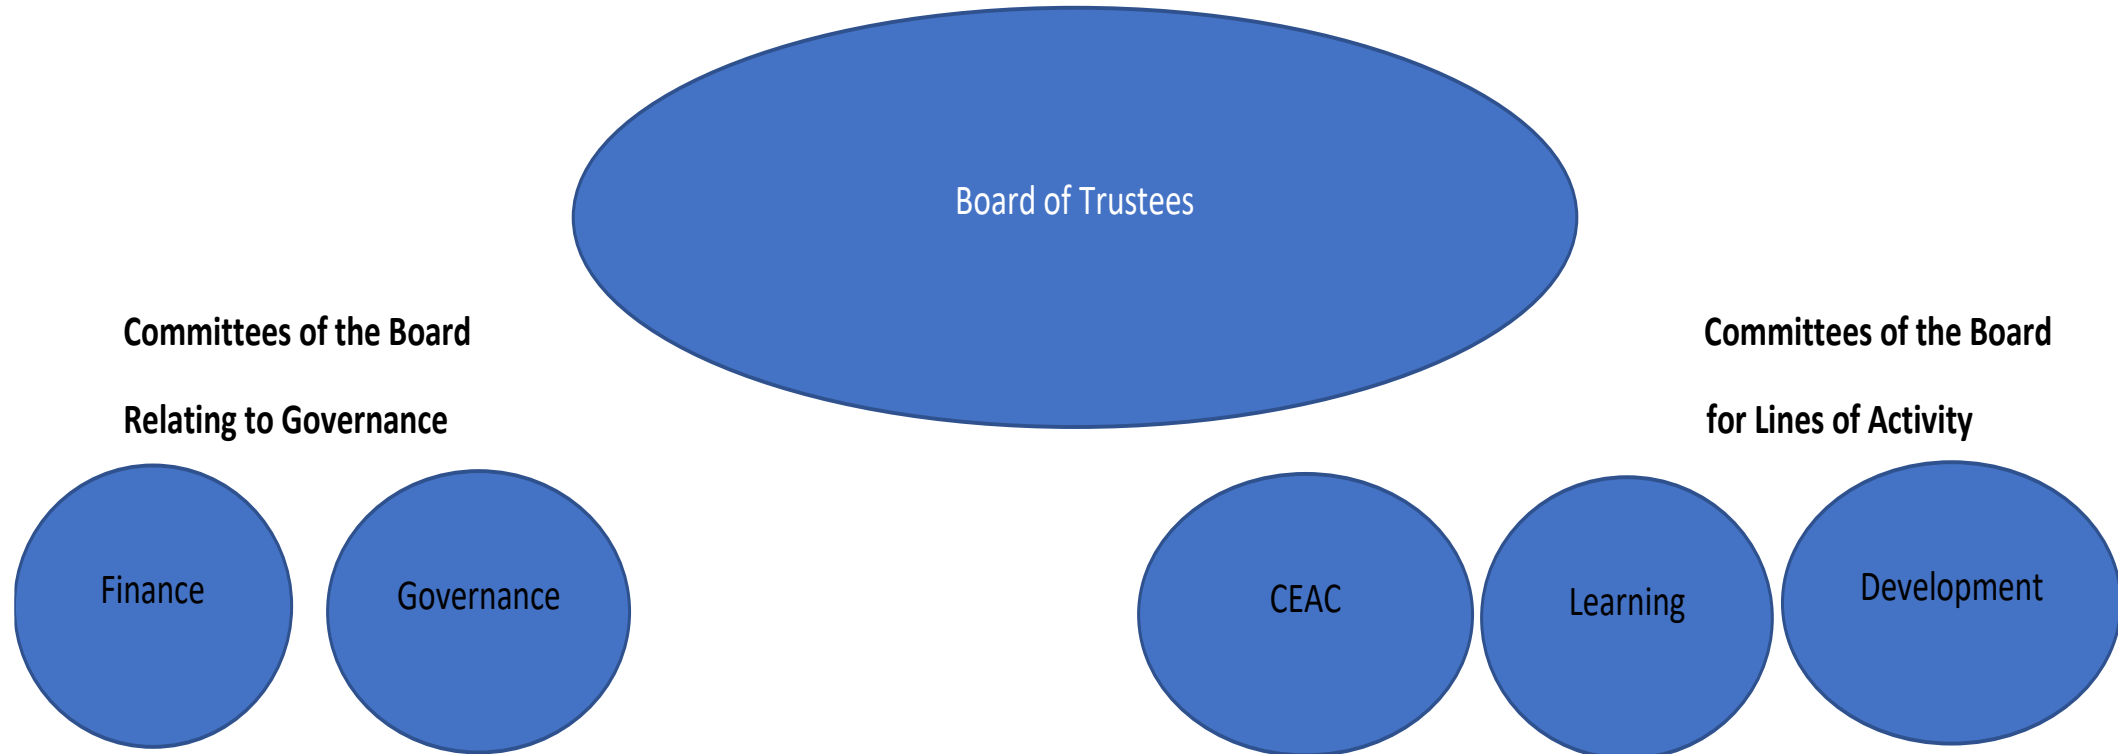 Board of Trustees
Committees of the Board
Relating to Governance
Committees of the Board
for Lines of Activity
Finance
Governance
CEAC
Learning
Development